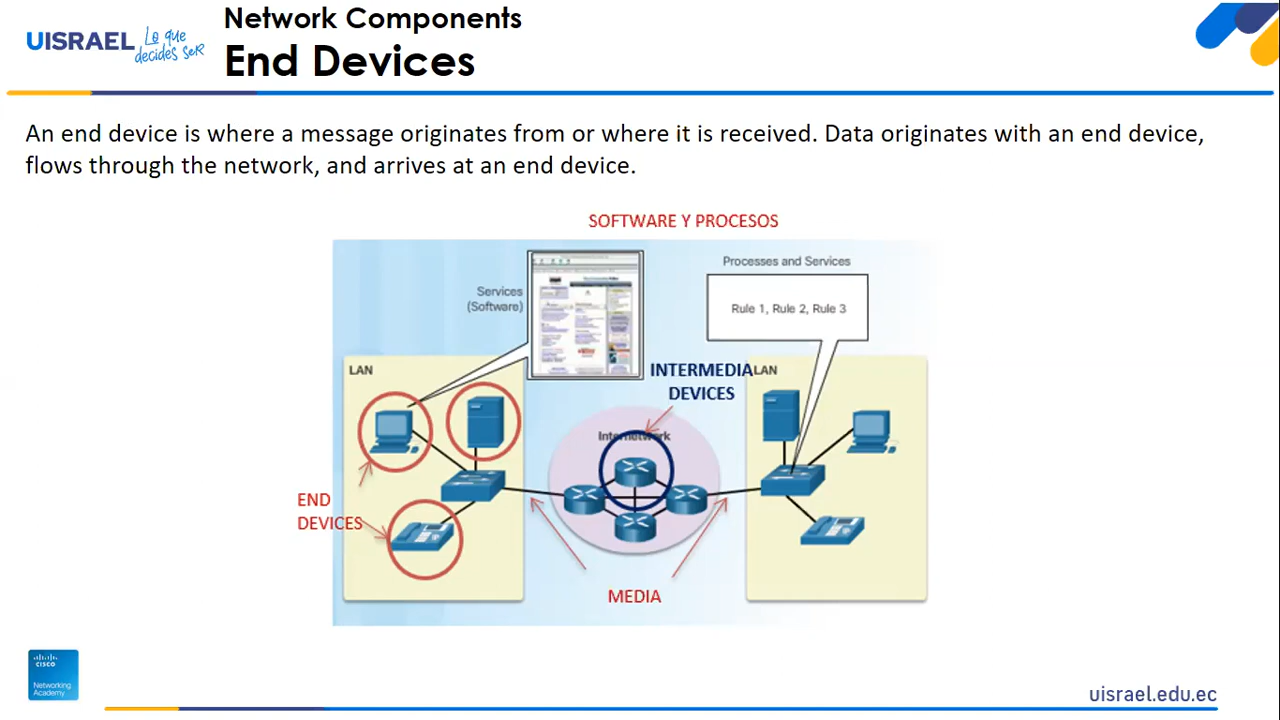 Network Components
UISRAEL
Lo que
decides seR
End Devices
An end device is where a message originates from or where it is received. Data originates with an end device,
flows through the network, and arrives at an end device.
SOFTWARE Y PROCESOS
Processes and Services
Services
(Software)
Rule 1, Rule 2, Rule 3
LAN
INTERMEDIA
DEVICES
LAN
Internetwork
END
DEVICES
MEDIA
CISCO
Networking
Academy
uisrael.edu.ec